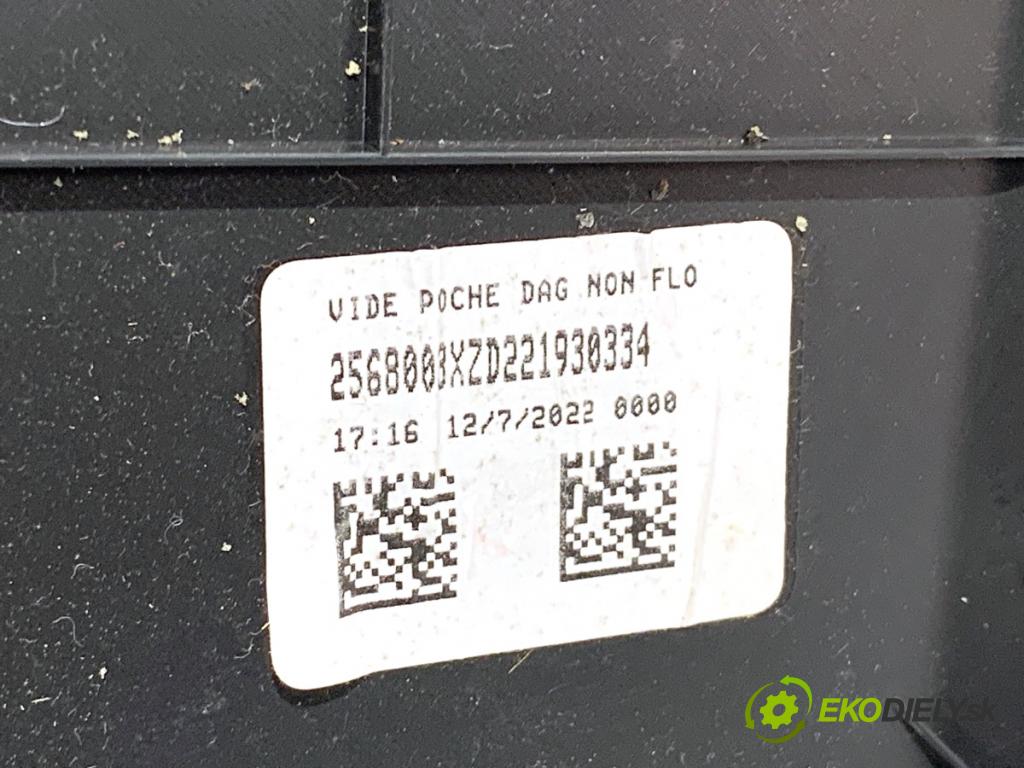 VIDE POCHE DAG NON FLO
2568003XZD221930334
17:16 12/7/2022 0000
EKODIELY.sk